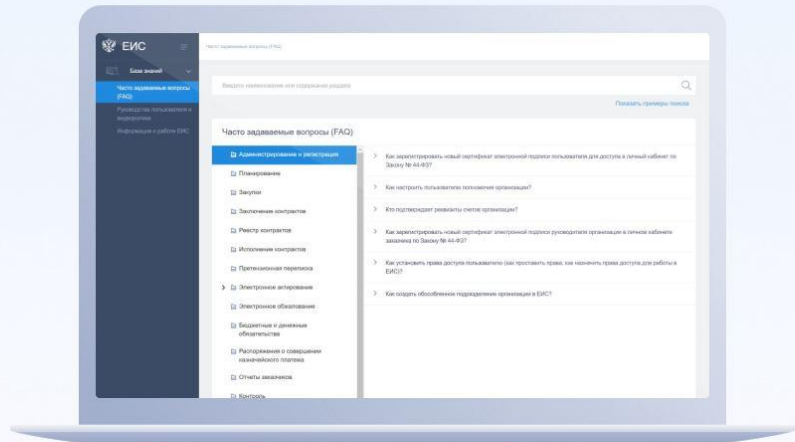 ЕИС
Часто задаваемые вопросы (FAQ)
База знаний
Часто задаваемые вопросы
(FAQ)
Руководства пользователя и
видеоролики
Информация о работе ЕИС
Введите наименование или содержание раздела
Показать примеры поиска
Часто задаваемые вопросы (FAQ)
Администрирование и регистрация
Планирование
Закупки
Заключение контрактов
Реестр контрактов
Исполнение контрактов
Претензионная переписка
Электронное актирование
Электронное обжалование
Бюджетные и денежные
обязательства
Распоряжения о совершении
казначейского платежа
Отчеты заказчиков
Контроль
Как зарегистрировать новый сертификат электронной подписи пользователя для доступа в личный кабинет по
Закону № 44-ФЗ?
Как настроить пользователю полномочия организации?
Кто подтверждает реквизиты счетов организации?
Как зарегистрировать новый сертификат электронной подписи руководителя организации в личном кабинете
заказчика по Закону № 44-ФЗ?
Как установить права доступа пользователю (как проставить права, как назначить права доступа для работы в
ЕИС)?
Как создать обособленное подразделение организации в ЕИС?